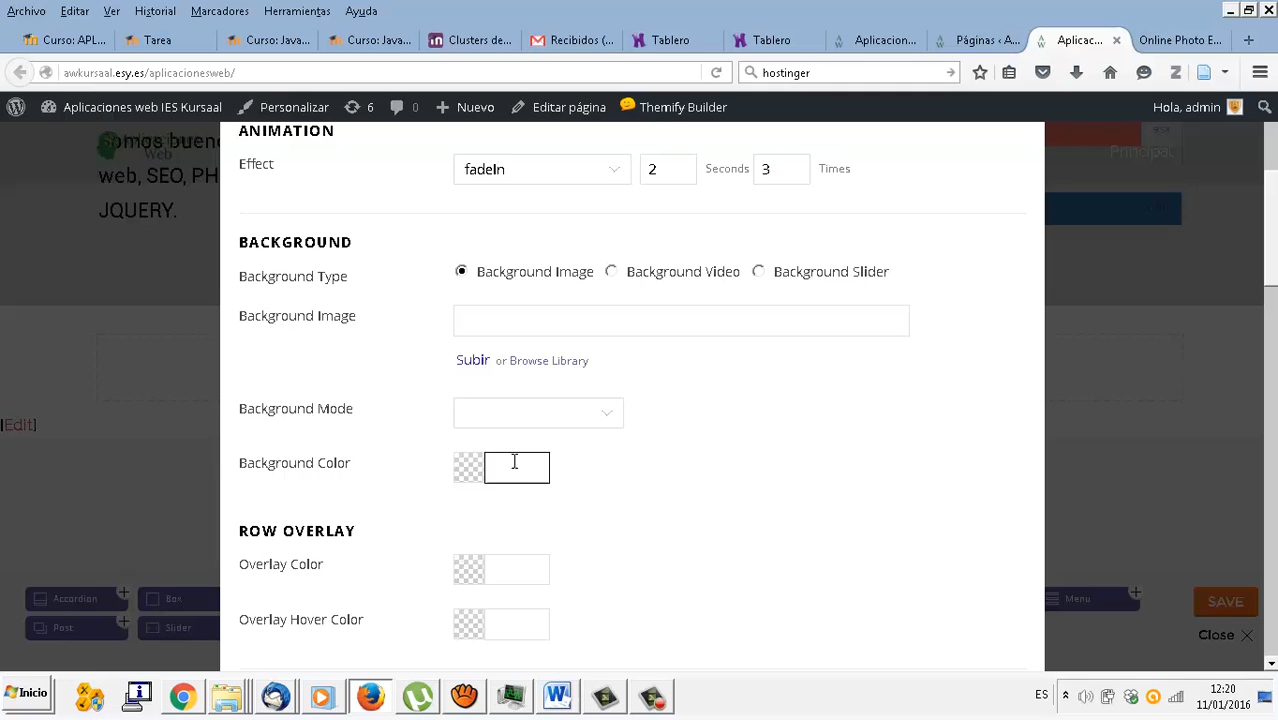 Archivo Editar Ver Historial Marcadores Herramientas Ayuda
Curso: APL... Tarea Curso: Java... Curso: Java... Clusters de... Recibidos (... Tablero Tablero Aplicacion... Páginas ‹ A... Aplicac... Online Photo E...
awkursaal.esy.es/aplicacionesweb/ hostinger
Aplicaciones web IES Kursaal Personalizar 6 0 Nuevo Editar página Themify Builder Hola, admin
ANIMATION
Somos bueno
Web
Principal
Effect fadeIn 2 Seconds 3 Times
web, SEO, PH
JQUERY.
BACKGROUND
Background Type Background Image Background Video Background Slider
Background Image
Subir or Browse Library
Background Mode
[Edit]
Background Color
ROW OVERLAY
Overlay Color
Accordion Box Menu SAVE
Overlay Hover Color
Post Slider Close
Inicio ES 12:20
11/01/2016